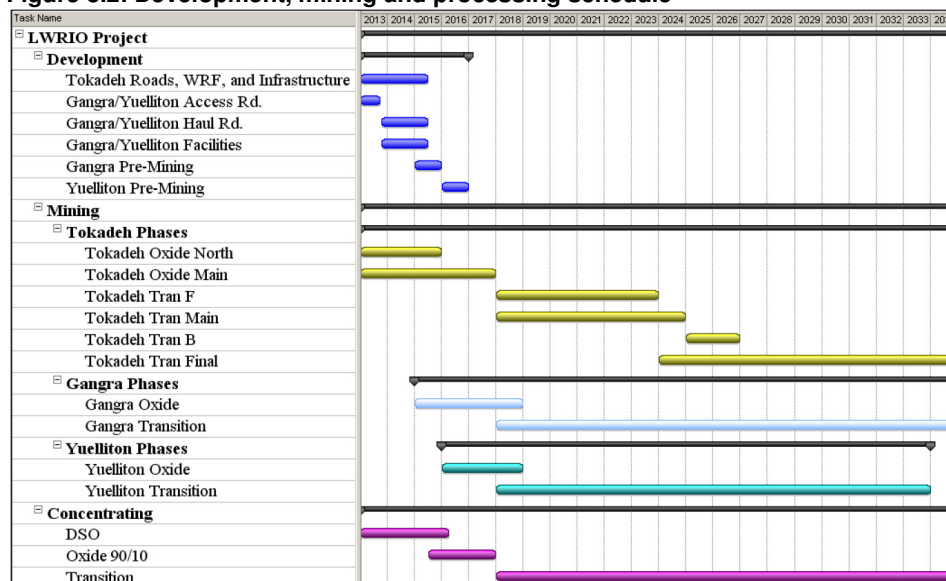 Task Name 2013 2014 2015 2016 2017 2018 2019 2020 2021 2022 2023 2024 2025 2026 2027 2028 2029 2030 2031 2032 2033
LWRIO Project
Development
Tokadeh Roads, WRF, and Infrastructure
Gangra/Yuelliton Access Rd.
Gangra/Yuelliton Haul Rd.
Gangra/Yuelliton Facilities
Gangra Pre-Mining
Yuelliton Pre-Mining
Mining
Tokadeh Phases
Tokadeh Oxide North
Tokadeh Oxide Main
Tokadeh Tran F
Tokadeh Tran Main
Tokadeh Tran B
Tokadeh Tran Final
Gangra Phases
Gangra Oxide
Gangra Transition
Yuelliton Phases
Yuelliton Oxide
Yuelliton Transition
Concentrating
DSO
Oxide 90/10
Transition